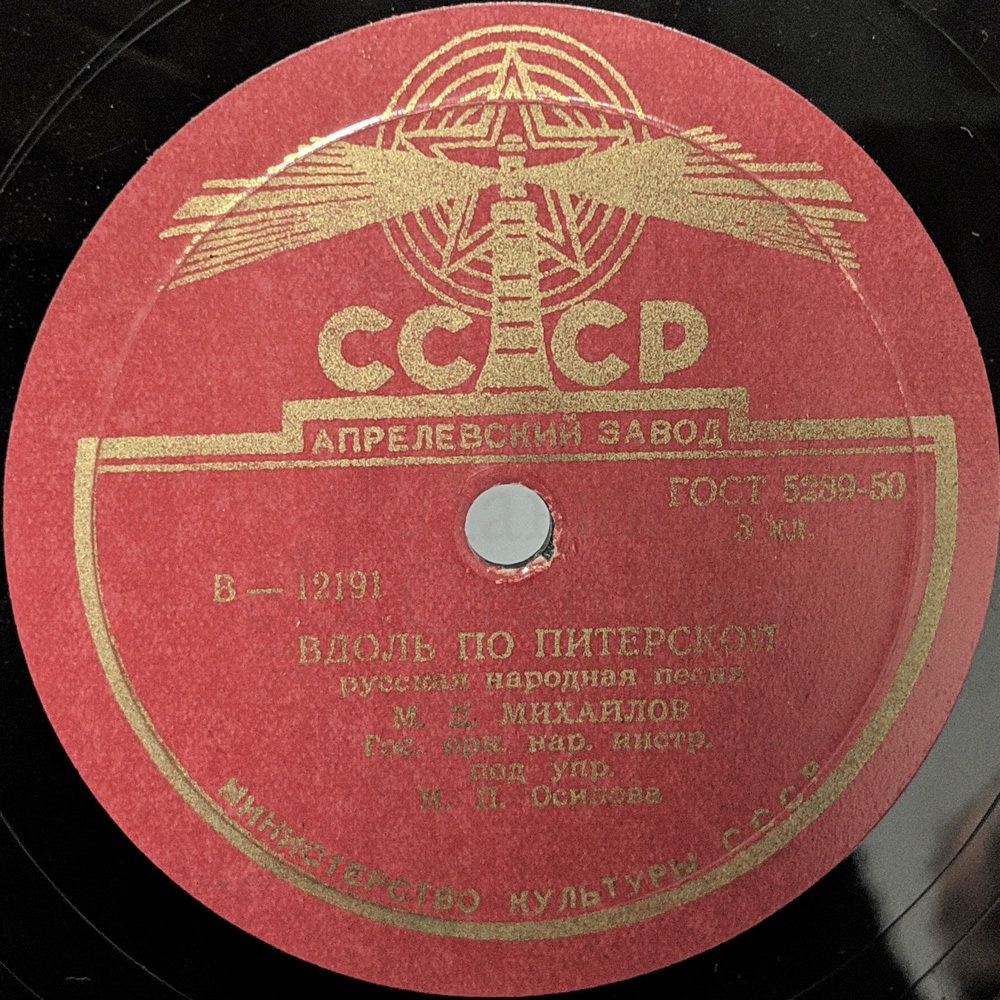 СССР
АПРЕЛЕВСКИЙ ЗАВОД
ГОСТ 5289-50
3 кл.
В — 12191
ВДОЛЬ ПО ПИТЕРСКОЙ
русская народная песня
М. Д. МИХАЙЛОВ
Гос. орк. нар. инстр.
под упр.
Н. П. Осипова
МИНИСТЕРСТВО КУЛЬТУРЫ СССР